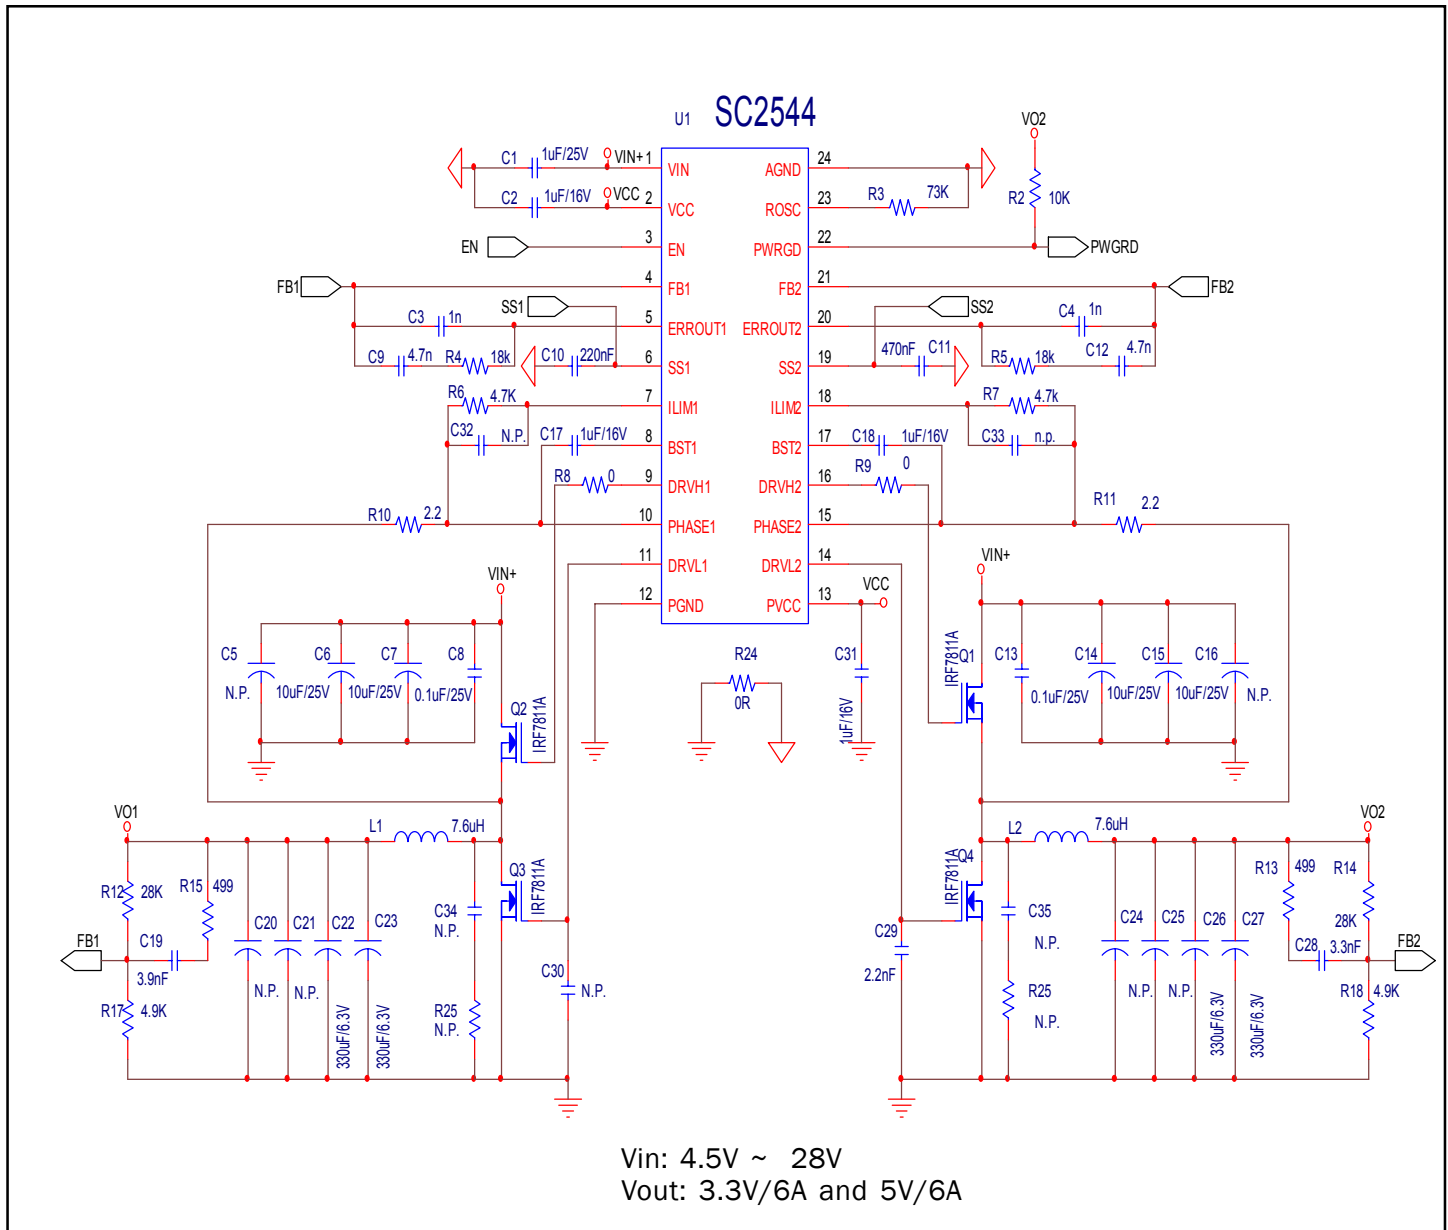 U1 SC2544
VO2
C1 1uF/25V VIN+ 1 VIN AGND 24
C2 1uF/16V VCC 2 VCC ROSC 23 R3 73K R2 10K
EN 3 EN PWRGD 22 PWGRD
FB1 4 FB1 FB2 21 FB2
SS1 SS2
C3 1n 5 ERROUT1 ERROUT2 20 C4 1n
C9 4.7n R4 18k C10 220nF 6 SS1 SS2 19 470nF C11 R5 18k C12 4.7n
R6 4.7K 7 ILIM1 ILIM2 18 R7 4.7k
C32 N.P. C17 1uF/16V 8 BST1 BST2 17 C18 1uF/16V C33 n.p.
R8 0 9 DRVH1 DRVH2 16 R9 0
R10 2.2 10 PHASE1 PHASE2 15 R11 2.2
11 DRVL1 DRVL2 14
VIN+ 12 PGND PVCC 13 VCC VIN+
C5 N.P. C6 10uF/25V C7 10uF/25V C8 0.1uF/25V
Q2 IRF7811A
R24 0R
C31 1uF/16V
Q1 IRF7811A
C13 0.1uF/25V C14 10uF/25V C15 10uF/25V C16 N.P.
VO1 L1 7.6uH
L2 7.6uH VO2
R12 28K R15 499
FB1 C19 3.9nF
R17 4.9K
C20 N.P. C21 N.P. C22 330uF/6.3V C23 330uF/6.3V
C34 N.P. R25 N.P.
Q3 IRF7811A
C30 N.P.
C29 2.2nF
Q4 IRF7811A
C35 N.P. R25 N.P.
C24 N.P. C25 N.P. C26 330uF/6.3V C27 330uF/6.3V
R13 499 R14 28K
C28 3.3nF FB2
R18 4.9K
Vin: 4.5V ~ 28V
Vout: 3.3V/6A and 5V/6A